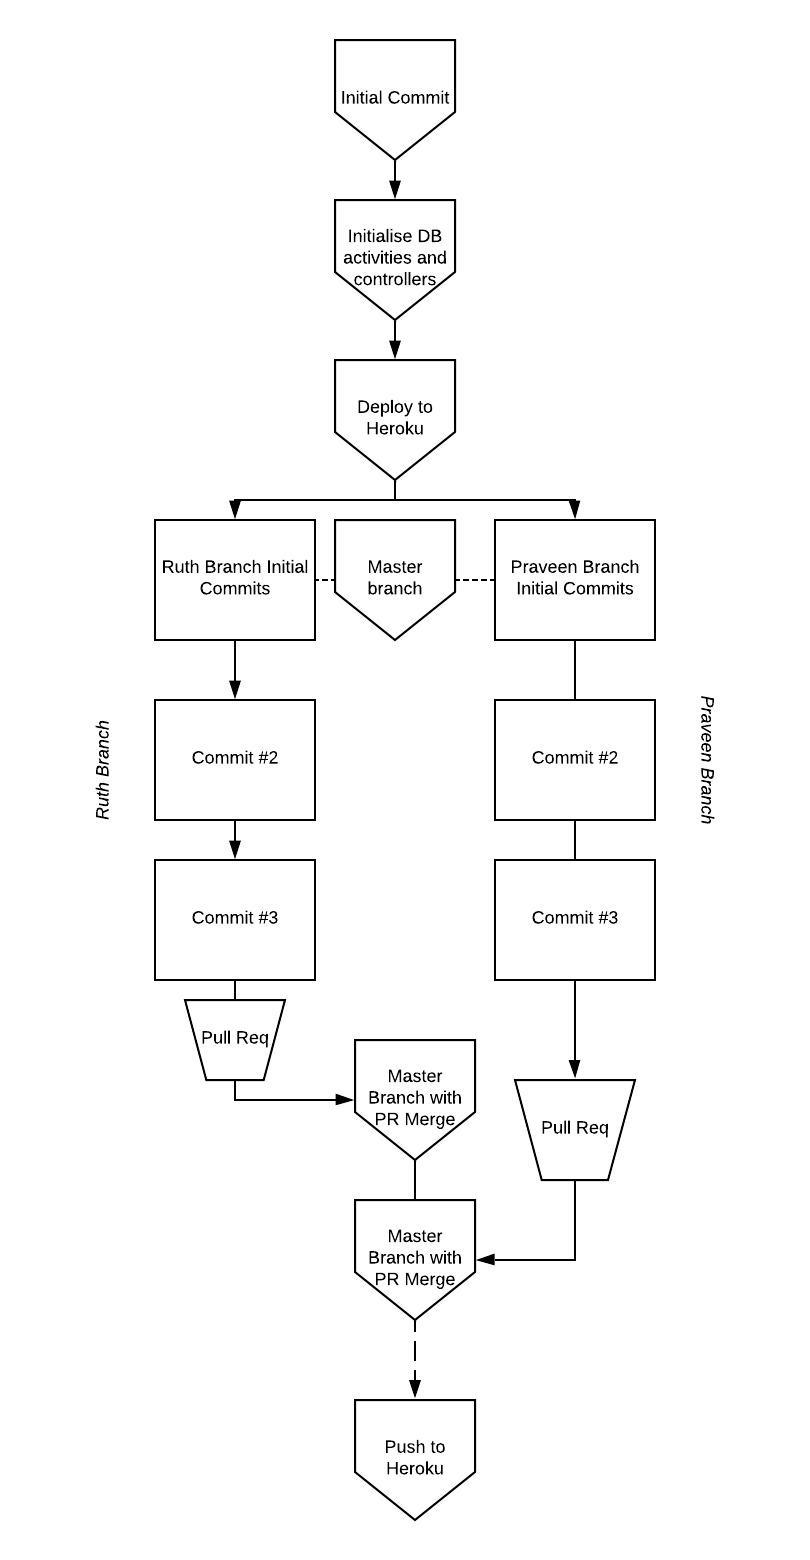 Initial Commit
Initialise DB
activities and
controllers
Deploy to
Heroku
Ruth Branch Initial
Commits
Master
branch
Praveen Branch
Initial Commits
Ruth Branch
Praveen Branch
Commit #2
Commit #2
Commit #3
Commit #3
Pull Req
Master
Branch with
PR Merge
Pull Req
Master
Branch with
PR Merge
Push to
Heroku